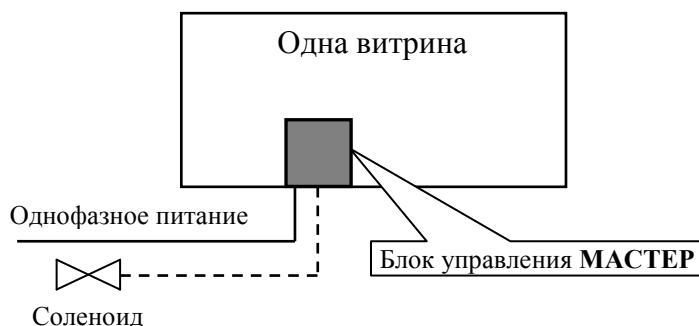 Одна витрина
Однофазное питание
Блок управления МАСТЕР
Соленоид